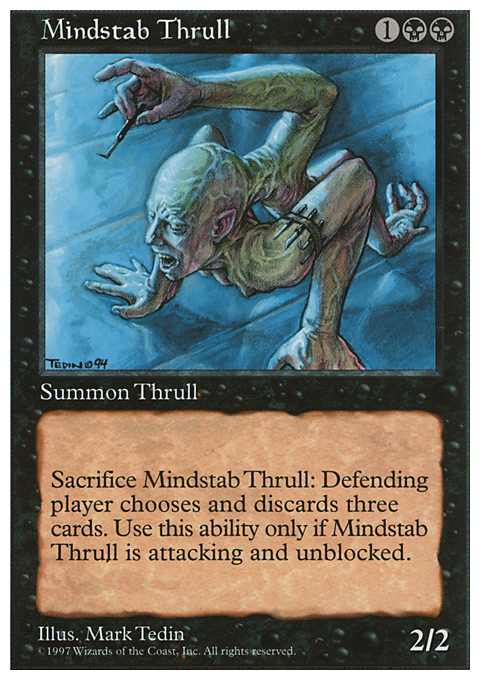 Mindstab Thrull 1
TEDIN©94
Summon Thrull
Sacrifice Mindstab Thrull: Defending
player chooses and discards three
cards. Use this ability only if Mindstab
Thrull is attacking and unblocked.
Illus. Mark Tedin
©1997 Wizards of the Coast, Inc. All rights reserved.
2/2